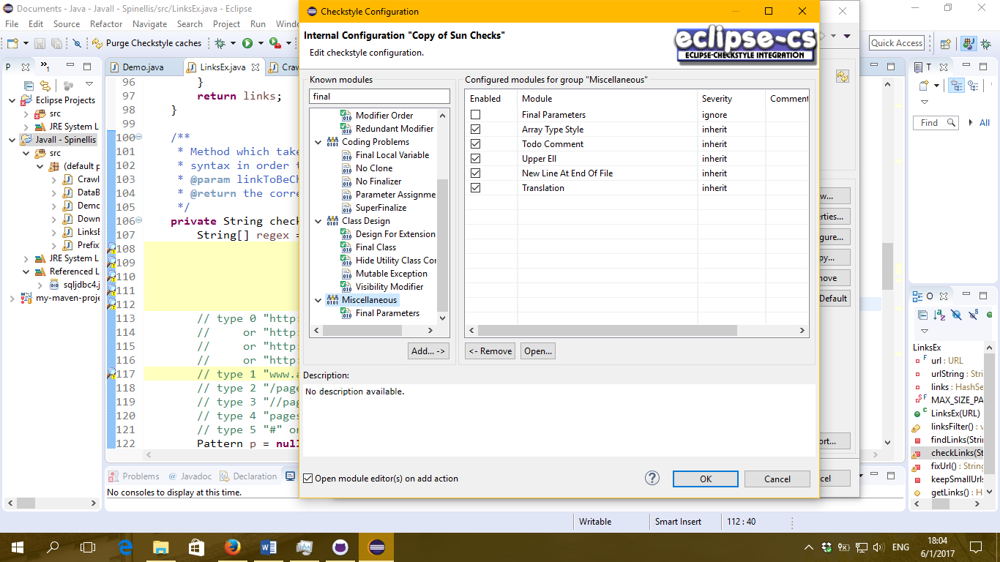 Documents - Java - JavaII - Spinellis/src/LinksEx.java - Eclipse
File Edit Source Refactor Navigate Search Project Run
Purge Checkstyle caches
Quick Access
P
1
Eclipse Projects
src
JRE System L
JavaII - Spinellis
src
(default p
Crawl
DataB
Demo
Down
LinksE
Prefix
JRE System L
Referenced L
sqljdbc4.j
my-maven-proje
Demo.java LinksEx.java
96 }
97 return links;
98 }
99
100 /**
101 * Method which take
102 * syntax in order t
103 * @param linkToBeCh
104 * @return the corre
105 */
106 private String check
107 String[] regex =
108
109
110
111
112
113 // type 0 "http:
114 // or "http:
115 // or "http:
116 // or "http:
117 // type 1 "www.a
118 // type 2 "/page
119 // type 3 "//pag
120 // type 4 "pages
121 // type 5 "#" or
122 Pattern p = null
Problems Javadoc Declaration
No consoles to display at this time.
Writable Smart Insert 112 : 40
Checkstyle Configuration
Internal Configuration "Copy of Sun Checks"
Edit checkstyle configuration.
eclipse-cs
ECLIPSE-CHECKSTYLE INTEGRATION
Known modules
final
Modifier Order
Redundant Modifier
Coding Problems
Final Local Variable
No Clone
No Finalizer
Parameter Assignme
SuperFinalize
Class Design
Design For Extension
Final Class
Hide Utility Class Cor
Mutable Exception
Visibility Modifier
Miscellaneous
Final Parameters
Add... ->
Configured modules for group "Miscellaneous"
Enabled Module Severity Comment
Final Parameters ignore
Array Type Style inherit
Todo Comment inherit
Upper Ell inherit
New Line At End Of File inherit
Translation inherit
<- Remove Open...
Description:
No description available.
Open module editor(s) on add action
OK Cancel
w...
erties...
gure...
py...
nove
Default
ort...
cel
T
Find All
O
LinksEx
url : URL
urlString : Stri
links : HashSe
MAX_SIZE_PA
LinksEx(URL)
linksFilter() : v
findLinks(Strin
checkLinks(St
fixUrl() : String
keepSmallUrls
getLinks() : H
ENG
18:04
6/1/2017